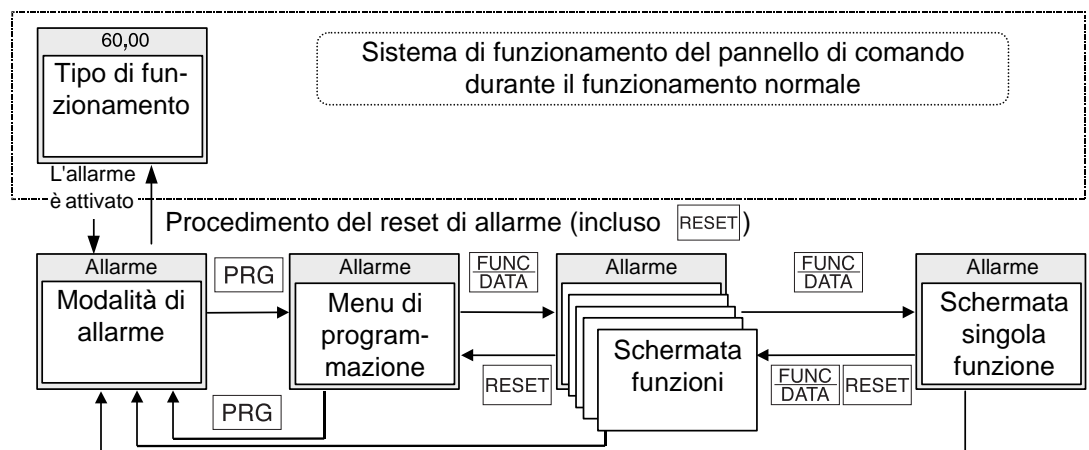 60,00
Tipo di fun-
zionamento
Sistema di funzionamento del pannello di comando
durante il funzionamento normale
L'allarme
è attivato
Procedimento del reset di allarme (incluso RESET)
Allarme
Modalità di
allarme
PRG
Allarme
Menu di
program-
mazione
FUNC
DATA
RESET
Allarme
Schermata
funzioni
FUNC
DATA
FUNC
DATA
RESET
Allarme
Schermata
singola
funzione
PRG